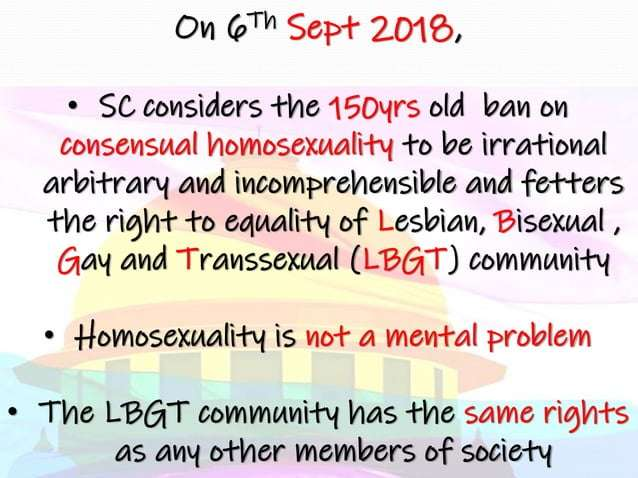 On 6Th Sept 2018,
• SC considers the 150yrs old ban on
consensual homosexuality to be irrational
arbitrary and incomprehensible and fetters
the right to equality of Lesbian, Bisexual ,
Gay and Transsexual (LBGT) community
• Homosexuality is not a mental problem
• The LBGT community has the same rights
as any other members of society